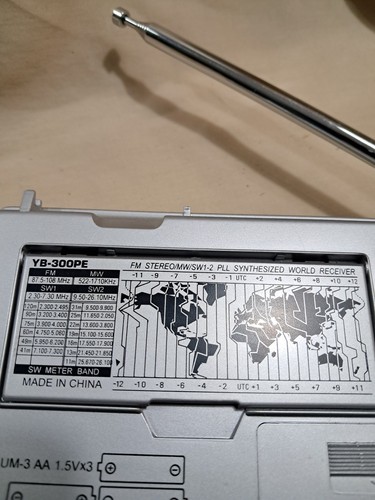 YB-300PE
FM STEREO/MW/SW1-2 PLL SYNTHESIZED WORLD RECEIVER
FM MW
87.5-108 MHz 522-1710KHz
-11 -9 -7 -5 -3 -1 UTC +2 +4 +6 +8 +10 +12
SW1 SW2
2.30-7.30 MHz 9.50-26.10MHz
31m 9.500-9.900
90m 3.200-3.400 25m 11.650-12.050
75m 3.900-4.000 22m 13.600-13.800
60m 4.750-5.060 19m 15.100-15.600
49m 5.950-6.200 16m 17.550-17.900
41m 7.100-7.300 13m 21.450-21.850
11m 25.670-26.100
SW METER BAND
MADE IN CHINA
-12 -10 -8 -6 -4 -2 UTC +1 +3 +5 +7 +9 +11
UM-3 AA 1.5V×3